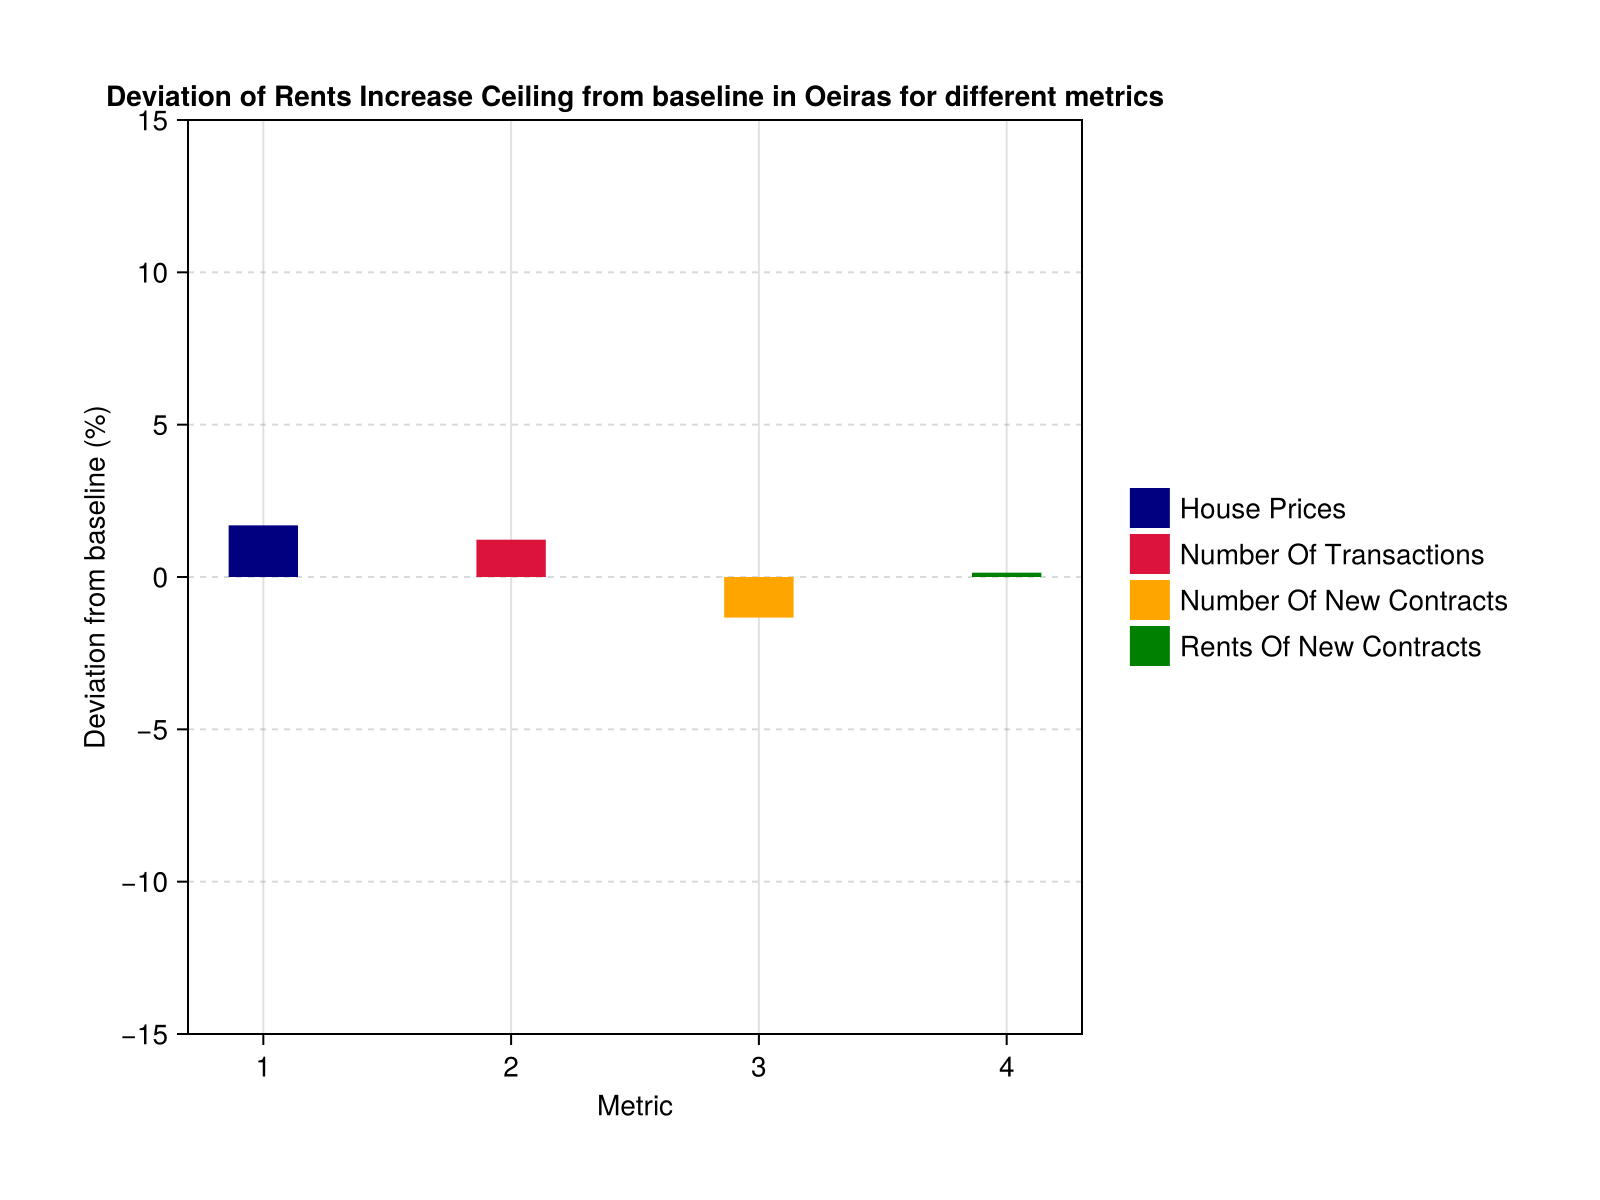 Deviation of Rents Increase Ceiling from baseline in Oeiras for different metrics
15
10
5
0
−5
−10
−15
Deviation from baseline (%)
1 2 3 4
Metric
House Prices
Number Of Transactions
Number Of New Contracts
Rents Of New Contracts